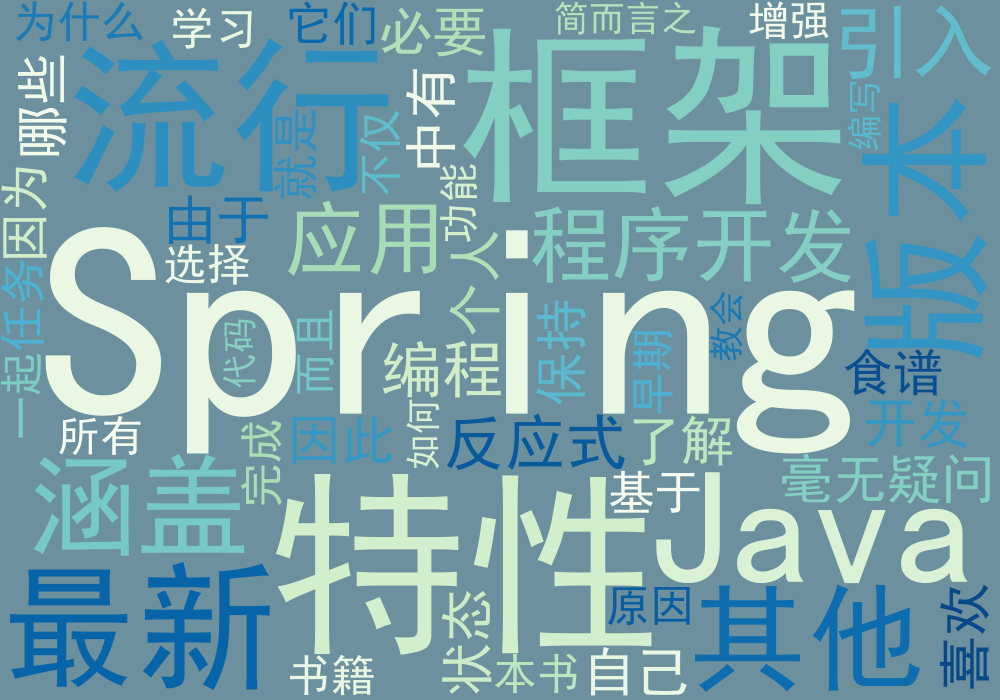 为什么
学习
它们
必要
简而言之
增强
引入
流行
框架
哪些
就是
不仅
中有
编写
版本
因为
由于
选择
应用
功能
人
程序开发
Spring
一起
任务
代码
而且
编程
个
保持
早期
教会
食谱
所有
完成
因此
如何
反应式
了解
开发
涵盖
特性
基于
Java
毫无疑问
最新
状态
原因
其他
喜欢
书籍
本书
自己